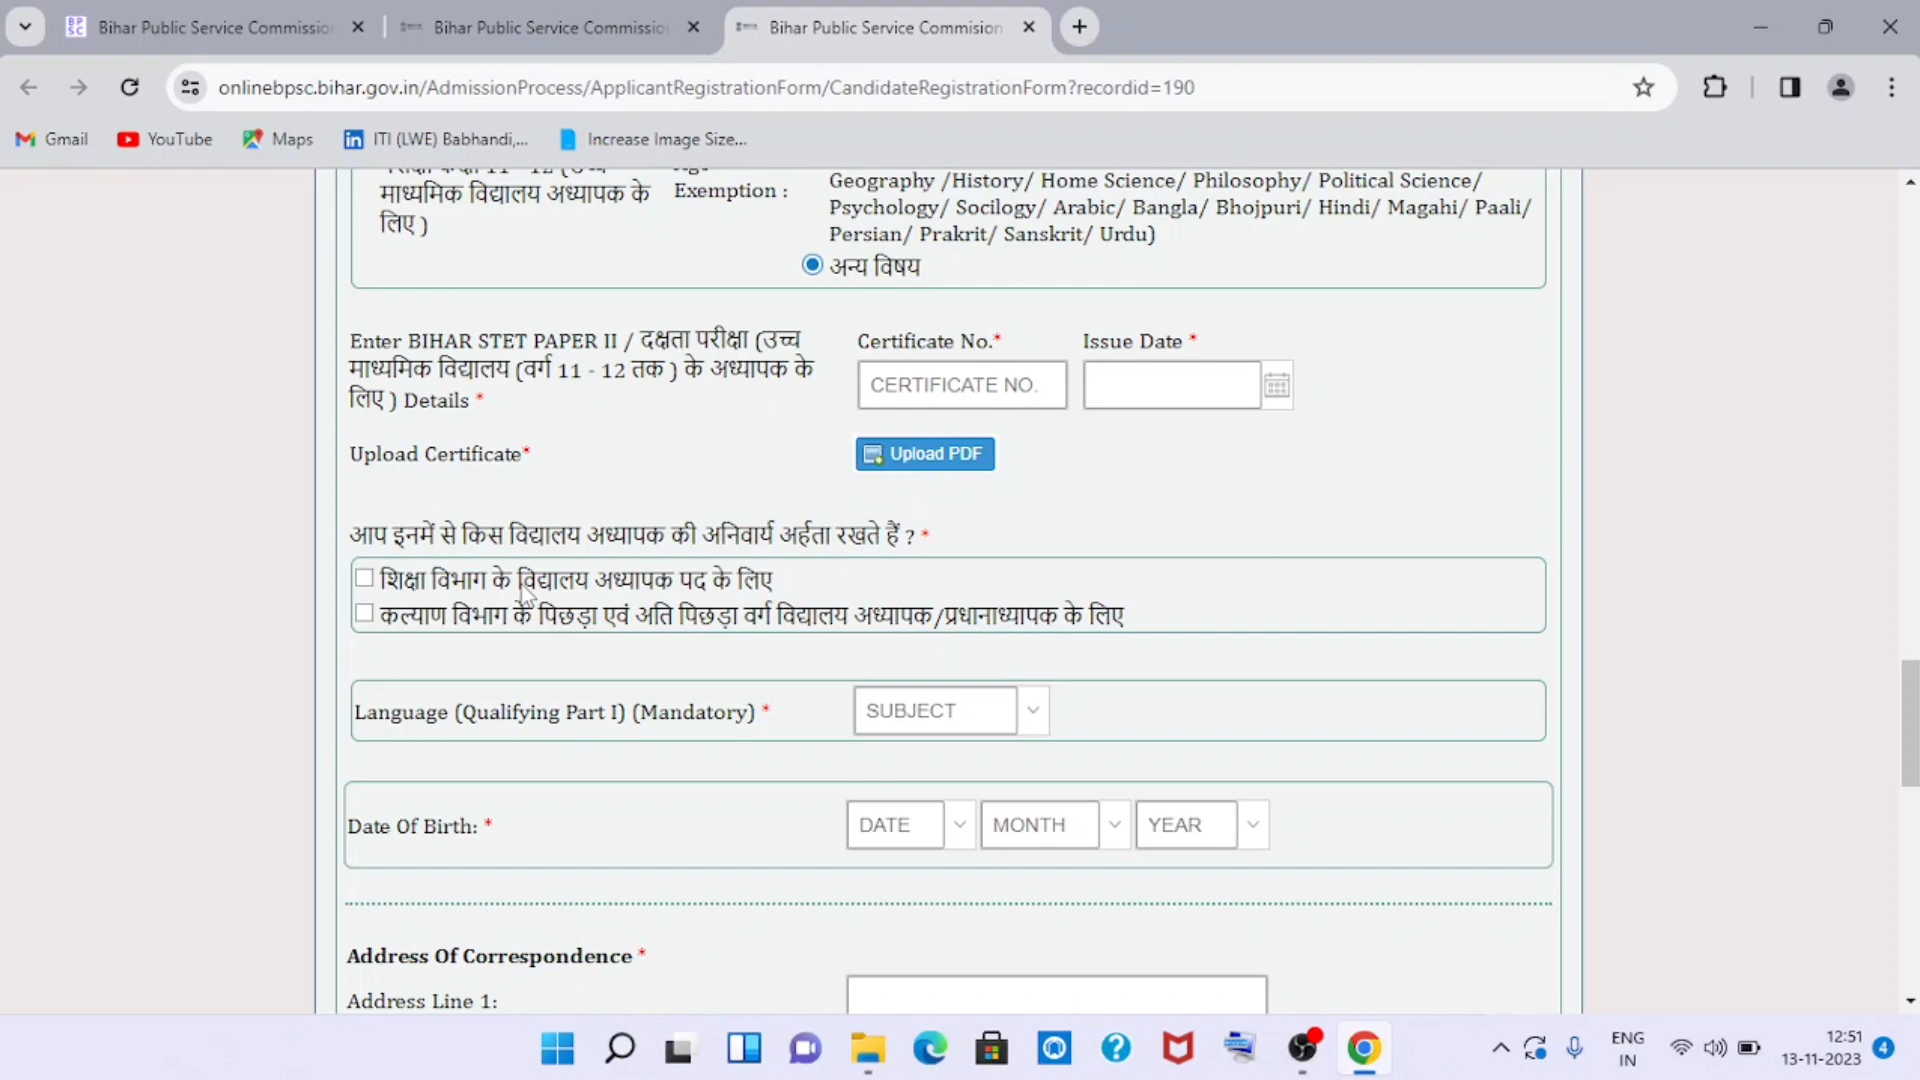 Bihar Public Service Commission
Bihar Public Service Commission
Bihar Public Service Commision
onlinebpsc.bihar.gov.in/AdmissionProcess/ApplicantRegistrationForm/CandidateRegistrationForm?recordid=190
Gmail
YouTube
Maps
ITI (LWE) Babhandi,...
Increase Image Size...
माध्यमिक विद्यालय अध्यापक के
लिए )
Exemption :
Geography /History/ Home Science/ Philosophy/ Political Science/
Psychology/ Socilogy/ Arabic/ Bangla/ Bhojpuri/ Hindi/ Magahi/ Paali/
Persian/ Prakrit/ Sanskrit/ Urdu)
अन्य विषय
Enter BIHAR STET PAPER II / दक्षता परीक्षा (उच्च
माध्यमिक विद्यालय (वर्ग 11 - 12 तक ) के अध्यापक के
लिए ) Details *
Certificate No.*
Issue Date *
CERTIFICATE NO.
Upload Certificate*
Upload PDF
आप इनमें से किस विद्यालय अध्यापक की अनिवार्य अर्हता रखते हैं ? *
शिक्षा विभाग के विद्यालय अध्यापक पद के लिए
कल्याण विभाग के पिछड़ा एवं अति पिछड़ा वर्ग विद्यालय अध्यापक/प्रधानाध्यापक के लिए
Language (Qualifying Part I) (Mandatory) *
SUBJECT
Date Of Birth: *
DATE
MONTH
YEAR
Address Of Correspondence *
Address Line 1:
ENG
IN
12:51
13-11-2023
4